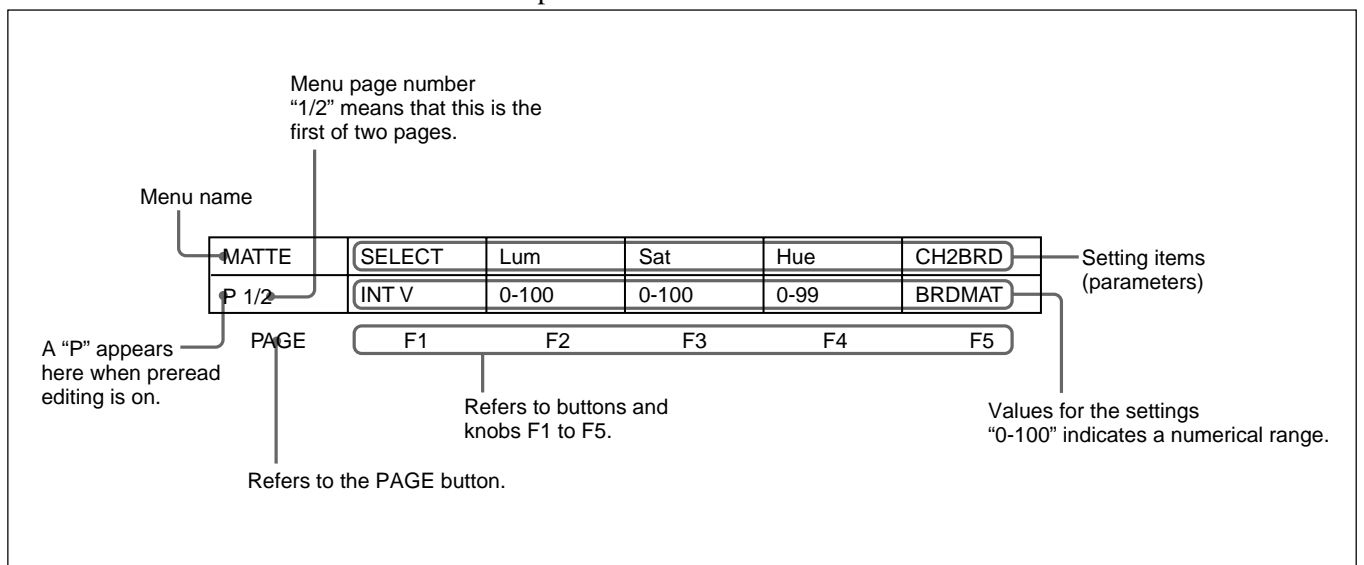 Menu page number
“1/2” means that this is the
first of two pages.
Menu name
MATTE SELECT Lum Sat Hue CH2BRD
P 1/2 INT V 0-100 0-100 0-99 BRDMAT
PAGE F1 F2 F3 F4 F5
Setting items
(parameters)
A “P” appears
here when preread
editing is on.
Refers to buttons and
knobs F1 to F5.
Values for the settings
“0-100” indicates a numerical range.
Refers to the PAGE button.